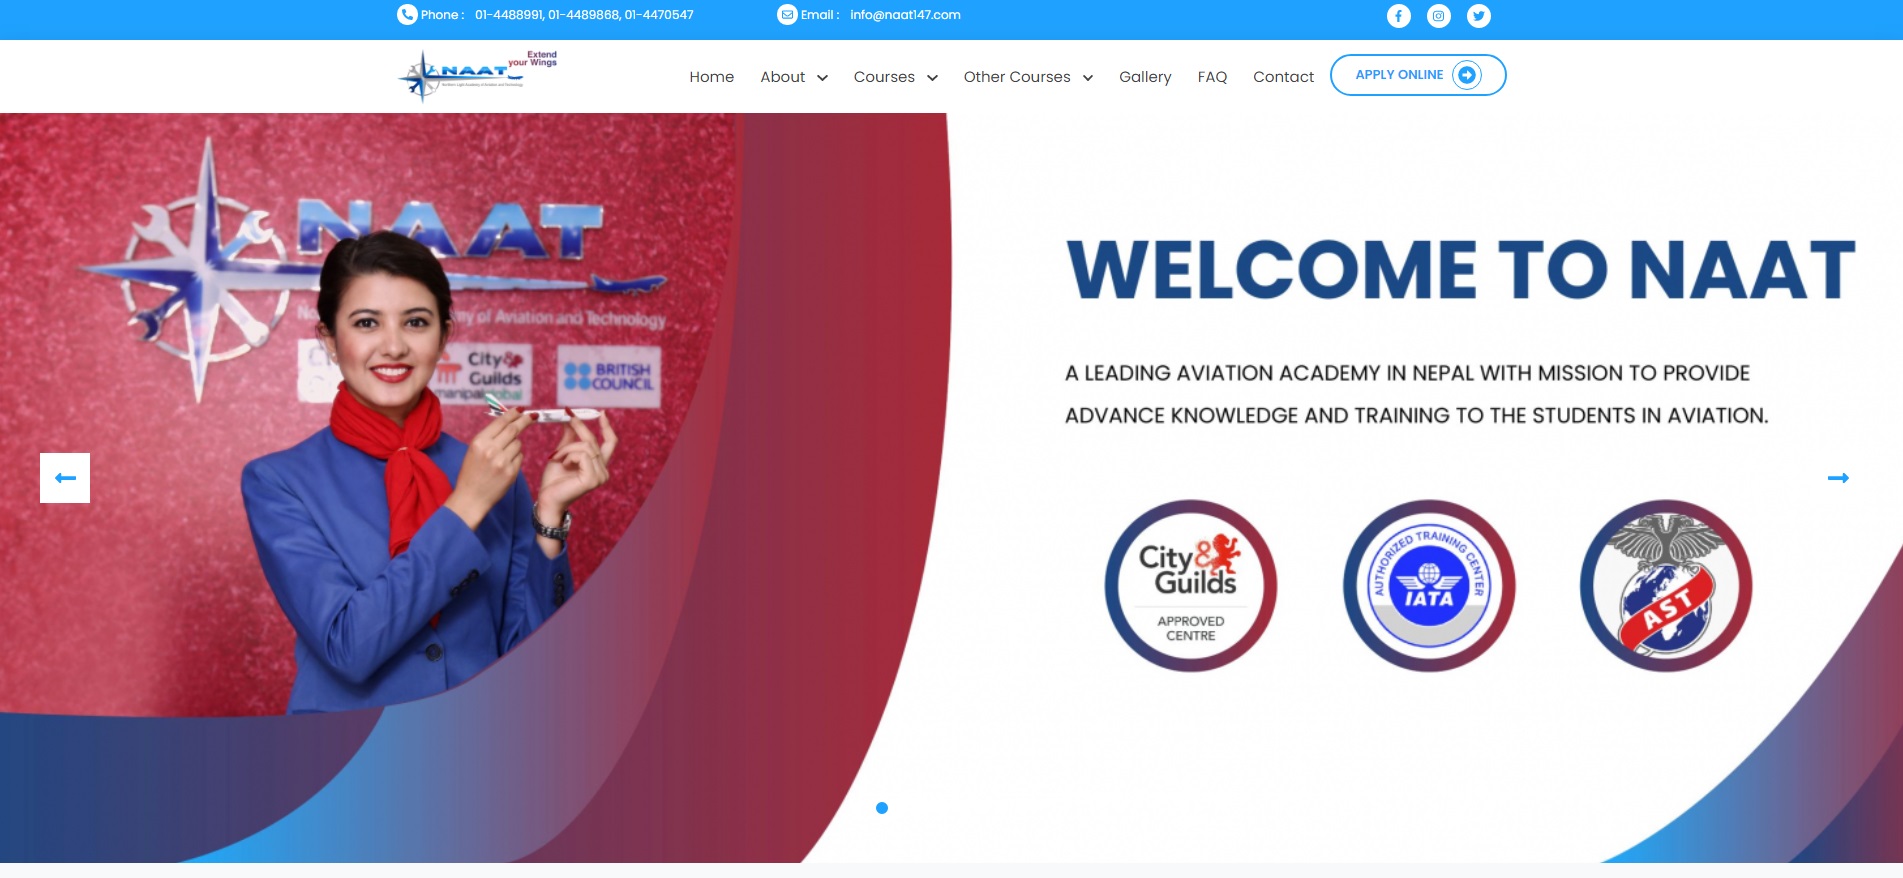 Phone : 01-4488991, 01-4489868, 01-4470547
Email : info@naat147.com
Extend
your Wings
NAAT
Home About Courses Other Courses Gallery FAQ Contact APPLY ONLINE
NAAT
my of Aviation and Technology
City&
Guilds
manipal global
BRITISH
COUNCIL
WELCOME TO NAAT
A LEADING AVIATION ACADEMY IN NEPAL WITH MISSION TO PROVIDE
ADVANCE KNOWLEDGE AND TRAINING TO THE STUDENTS IN AVIATION.
City&
Guilds
APPROVED
CENTRE
AUTHORIZED TRAINING CENTER
IATA
AST